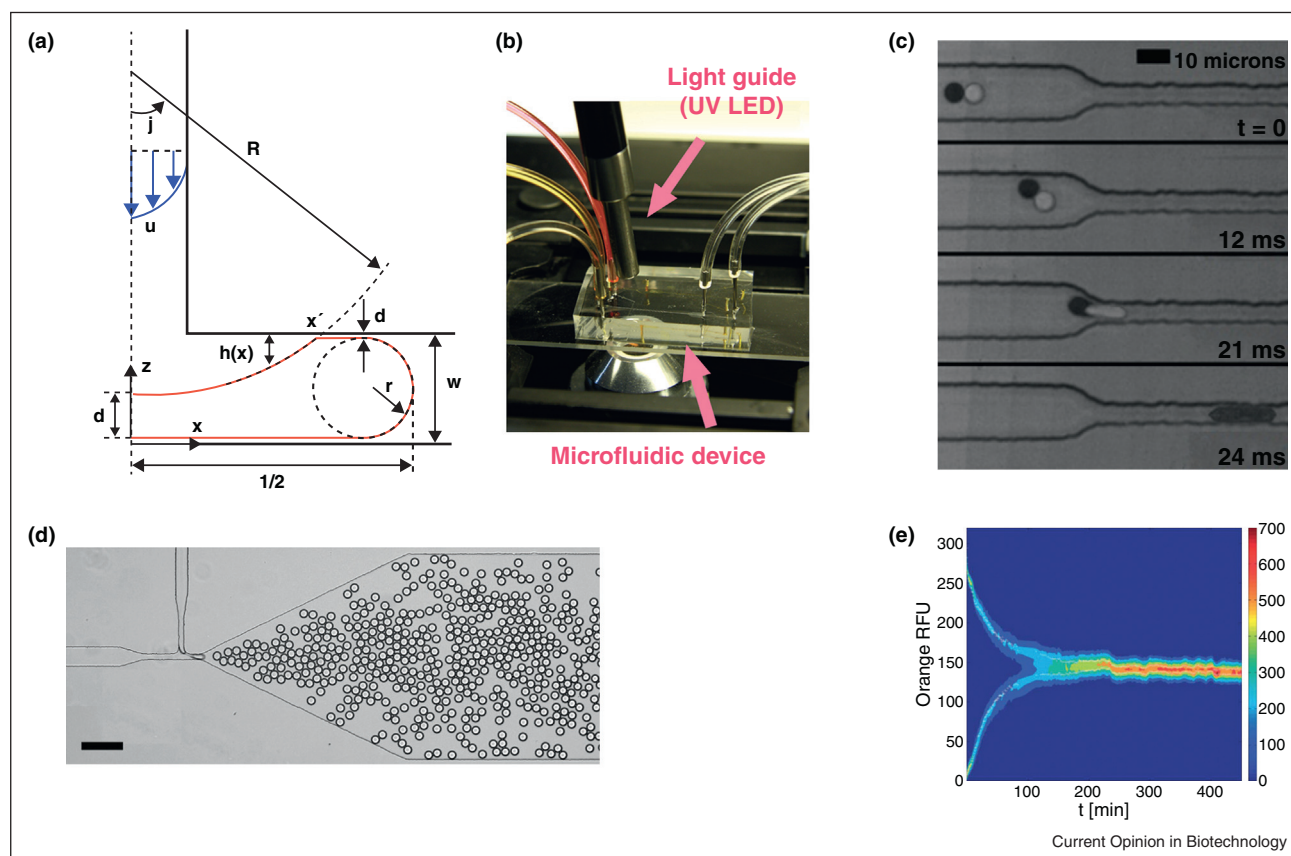 (a)
j
R
u
x´
d
h(x)
z
r
w
d
x
1/2
(b)
Light guide
(UV LED)
Microfluidic device
(c)
10 microns
t = 0
12 ms
21 ms
24 ms
(d)
(e)
Orange RFU
300
250
200
150
100
50
0
100 200 300 400
t [min]
700
600
500
400
300
200
100
0
Current Opinion in Biotechnology